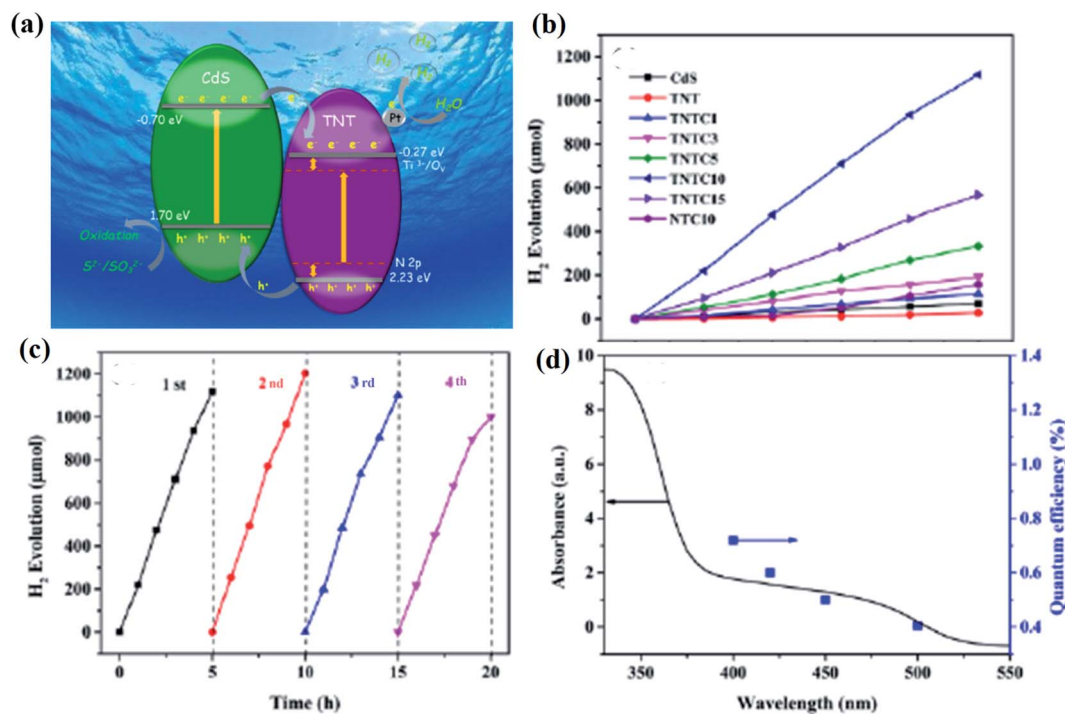 (a)
CdS
e⁻ e⁻ e⁻ e⁻
e⁻
-0.70 eV
1.70 eV
h⁺ h⁺ h⁺ h⁺
Oxidation
S²⁻/SO₃²⁻
h⁺
TNT
e⁻ e⁻ e⁻ e⁻
-0.27 eV
Ti³⁺/Oᵥ
N 2p
2.23 eV
h⁺ h⁺ h⁺ h⁺
e⁻
Pt
H₂
H₂
H₂
H₂O
(b)
H₂ Evolution (μmol)
1200
1000
800
600
400
200
0
CdS
TNT
TNTC1
TNTC3
TNTC5
TNTC10
TNTC15
NTC10
(c)
H₂ Evolution (μmol)
1200
1000
800
600
400
200
0
1 st
2 nd
3 rd
4 th
0 5 10 15 20
Time (h)
(d)
Absorbance (a.u.)
10
8
6
4
2
0
Quantum efficiency (%)
1.4
1.2
1.0
0.8
0.6
0.4
350 400 450 500 550
Wavelength (nm)